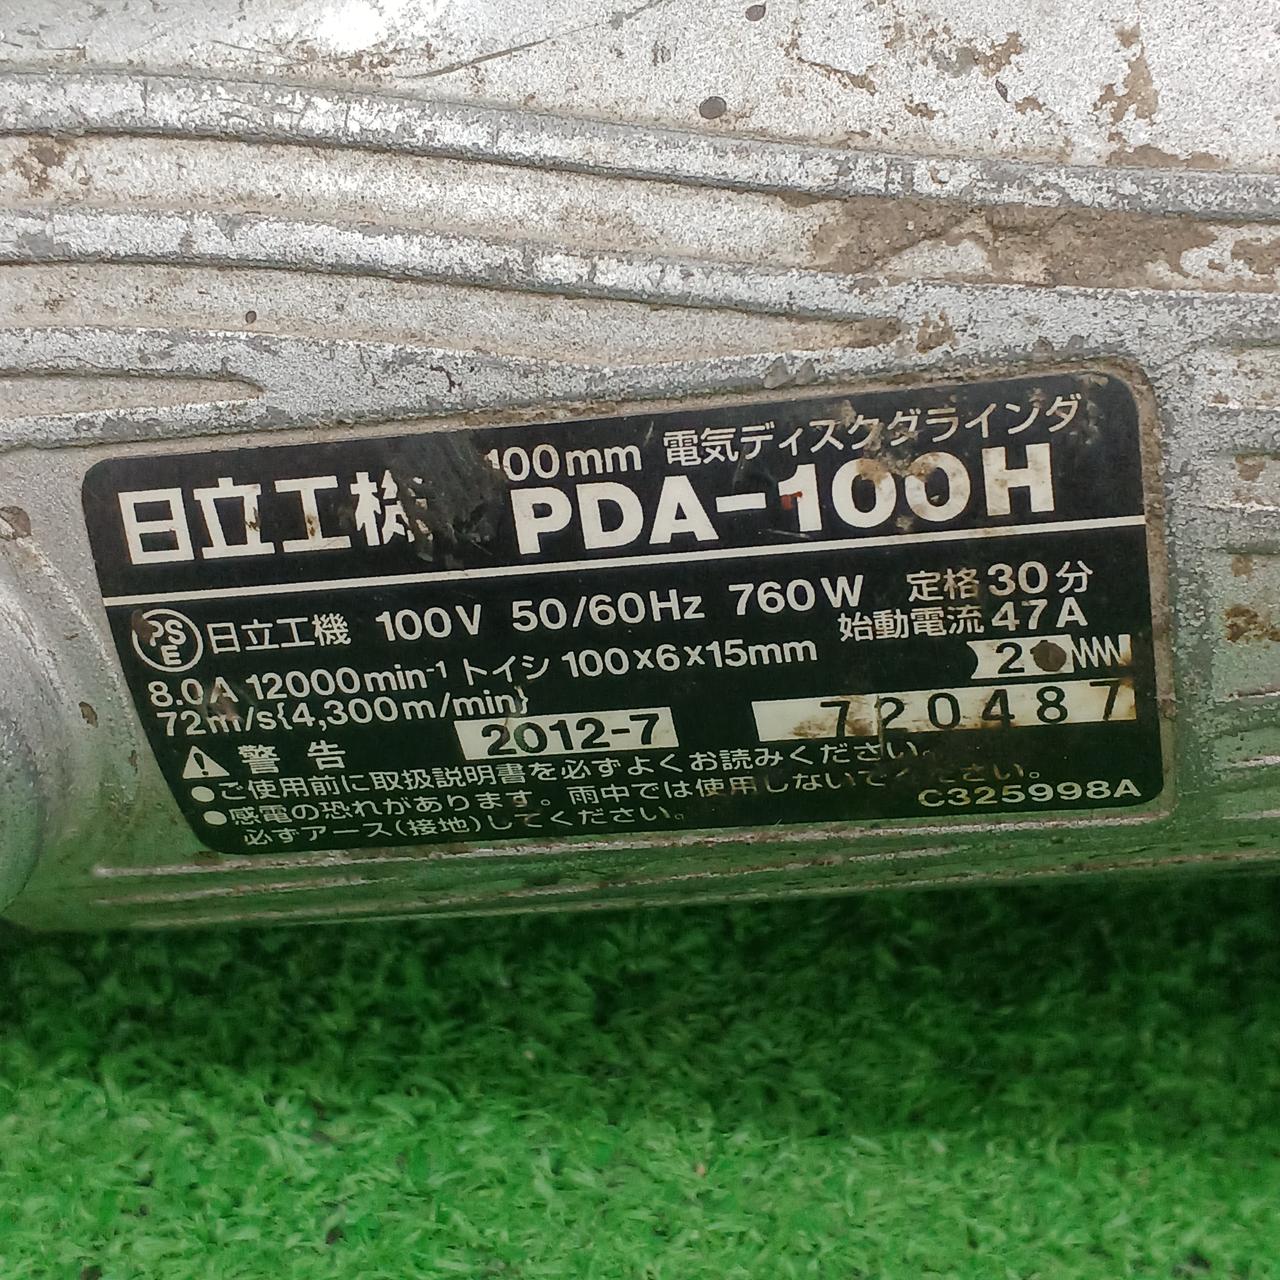 100mm 電気ディスクグラインダ
日立工機 PDA-100H
PSE 日立工機 100V 50/60Hz 760W 定格30分
始動電流47A
8.0A 12000min⁻¹ トイシ 100×6×15mm
72m/s{4,300m/min}
2012-7 720487
⚠警告
●ご使用前に取扱説明書を必ずよくお読みください。
●感電の恐れがあります。雨中では使用しないでください。
必ずアース(接地)してください。
C325998A